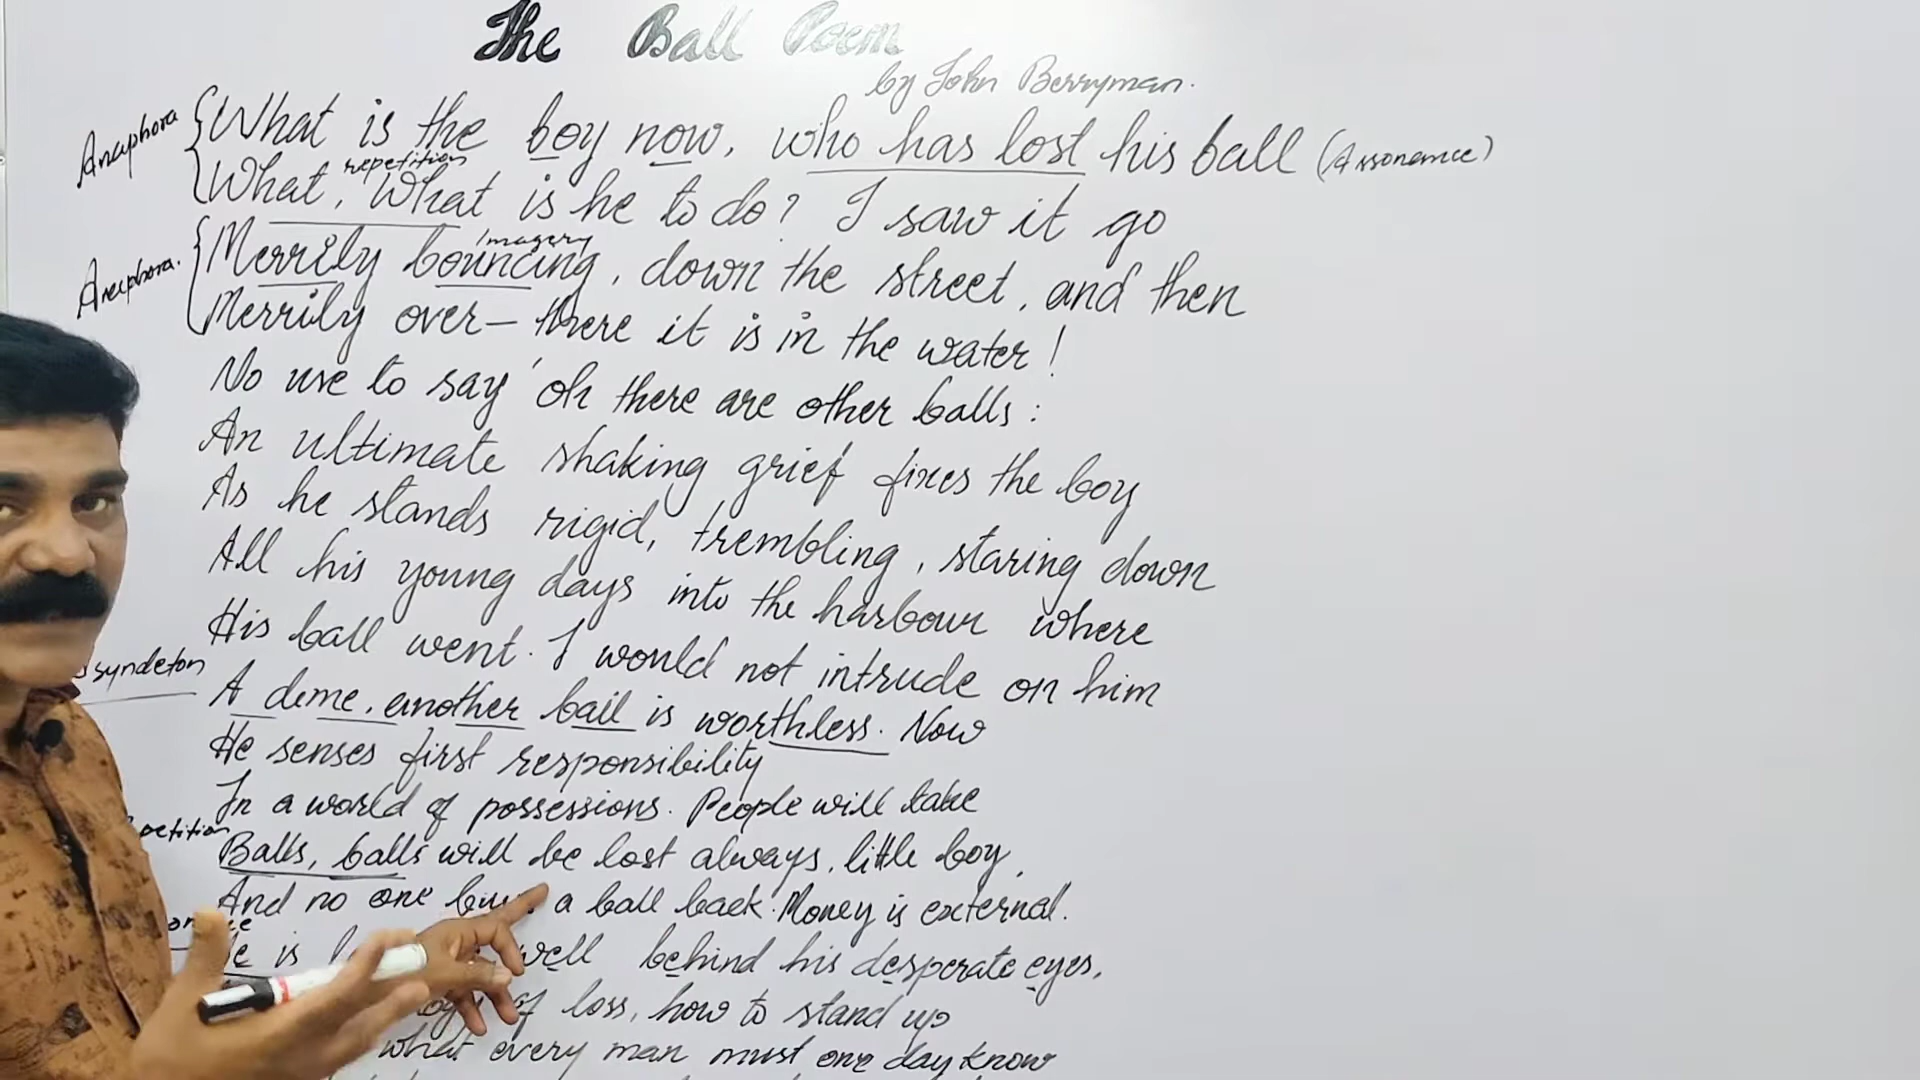 The Ball Poem
by John Berryman.
Anaphora { What is the boy now, who has lost his ball (Assonance)
repetition
What, What is he to do? I saw it go
imagery
Anaphora. { Merrily bouncing, down the street, and then
Merrily over – there it is in the water!
No use to say 'oh there are other balls:
An ultimate shaking grief fixes the boy
As he stands rigid, trembling, staring down
All his young days into the harbour where
His ball went. I would not intrude on him
syndeton
A dime, another ball is worthless. Now
He senses first responsibility
In a world of possessions. People will take
petition
Balls, balls will be lost always, little boy,
And no one a ball back. Money is external.
is well behind his desperate eyes,
of loss, how to stand up
what every man must one day know